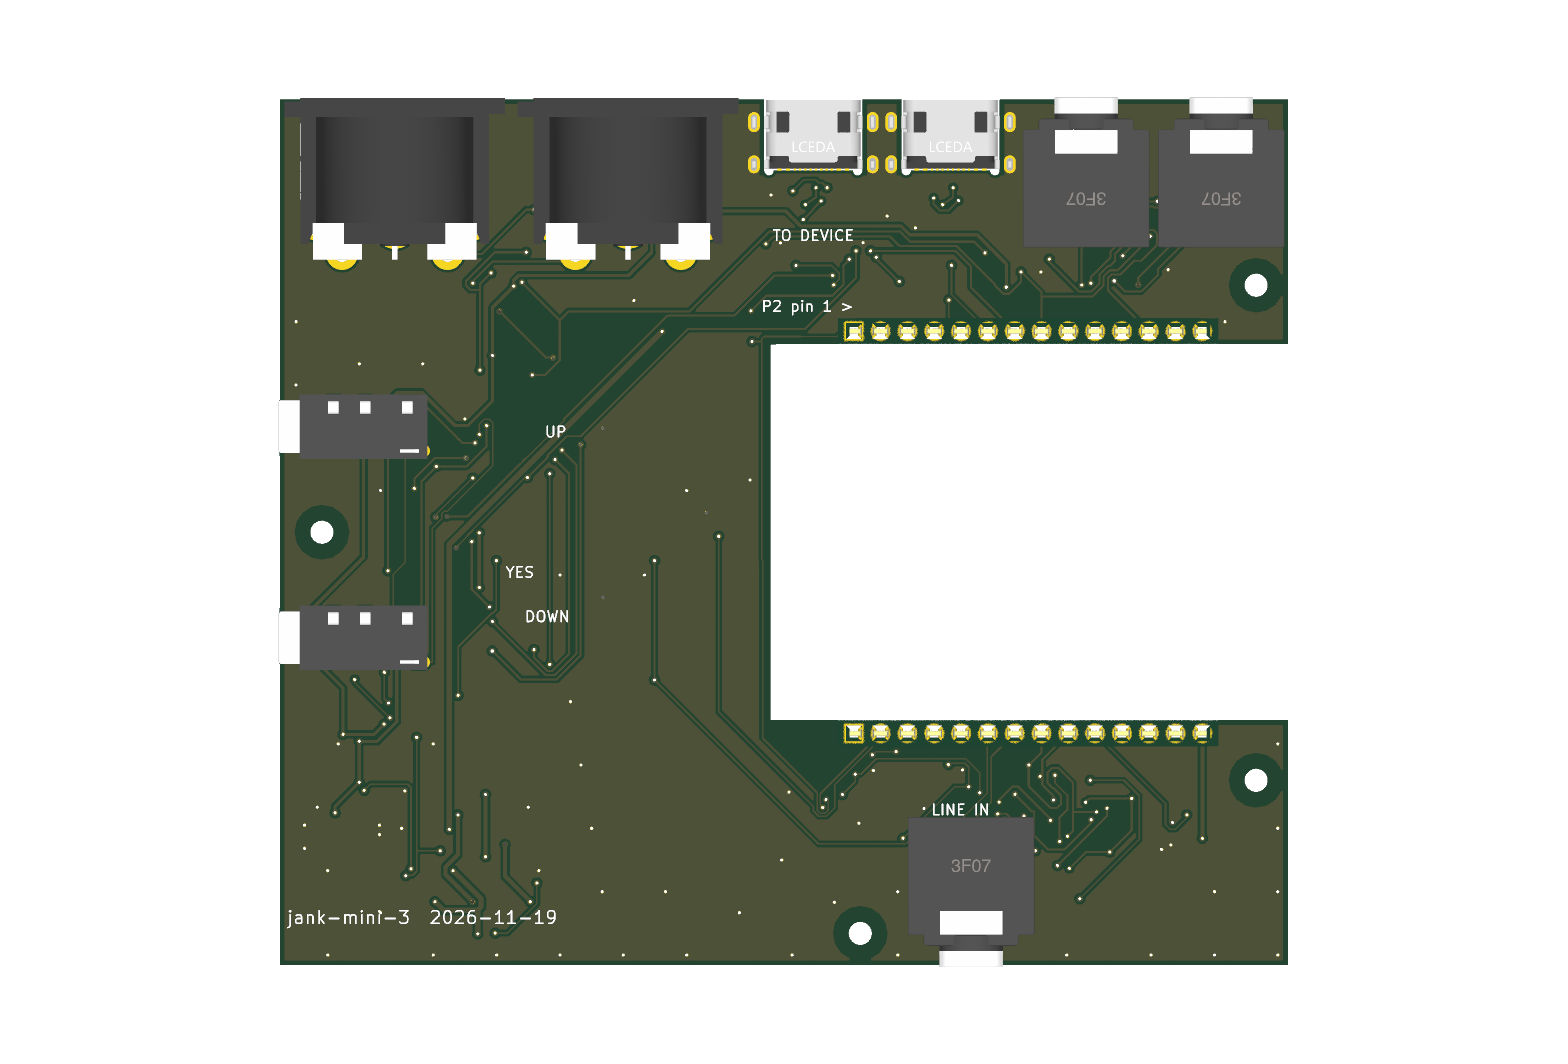 LCEDA LCEDA
3F07 3F07
TO DEVICE
P2 pin 1 >
UP
YES
DOWN
LINE IN
3F07
jank-mini-3 2026-11-19